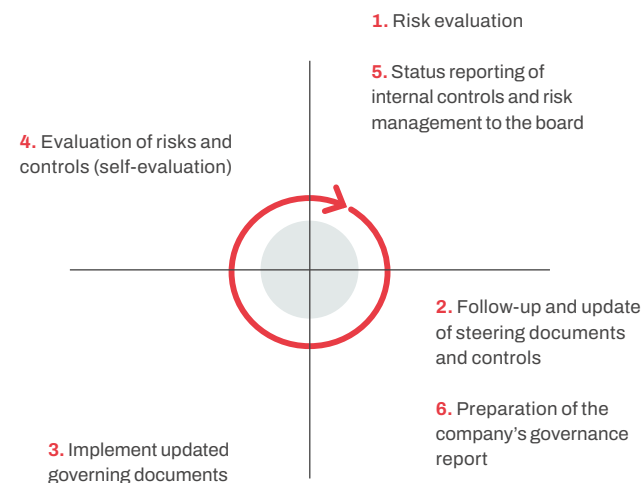 1. Risk evaluation
5. Status reporting of
internal controls and risk
management to the board
4. Evaluation of risks and
controls (self-evaluation)
2. Follow-up and update
of steering documents
and controls
6. Preparation of the
company’s governance
report
3. Implement updated
governing documents